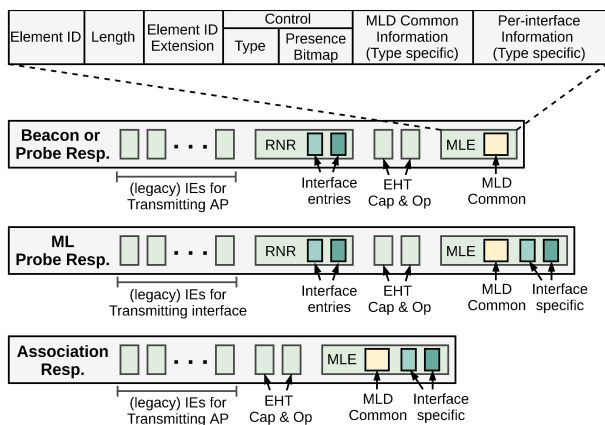 Element ID
Length
Element ID
Extension
Control
Type
Presence
Bitmap
MLD Common
Information
(Type specific)
Per-interface
Information
(Type specific)
Beacon or
Probe Resp.
RNR
MLE
(legacy) IEs for
Transmitting AP
Interface
entries
EHT
Cap & Op
MLD
Common
ML
Probe Resp.
RNR
MLE
(legacy) IEs for
Transmitting interface
Interface
entries
EHT
Cap & Op
MLD
Common
Interface
specific
Association
Resp.
MLE
(legacy) IEs for
Transmitting AP
EHT
Cap & Op
MLD
Common
Interface
specific